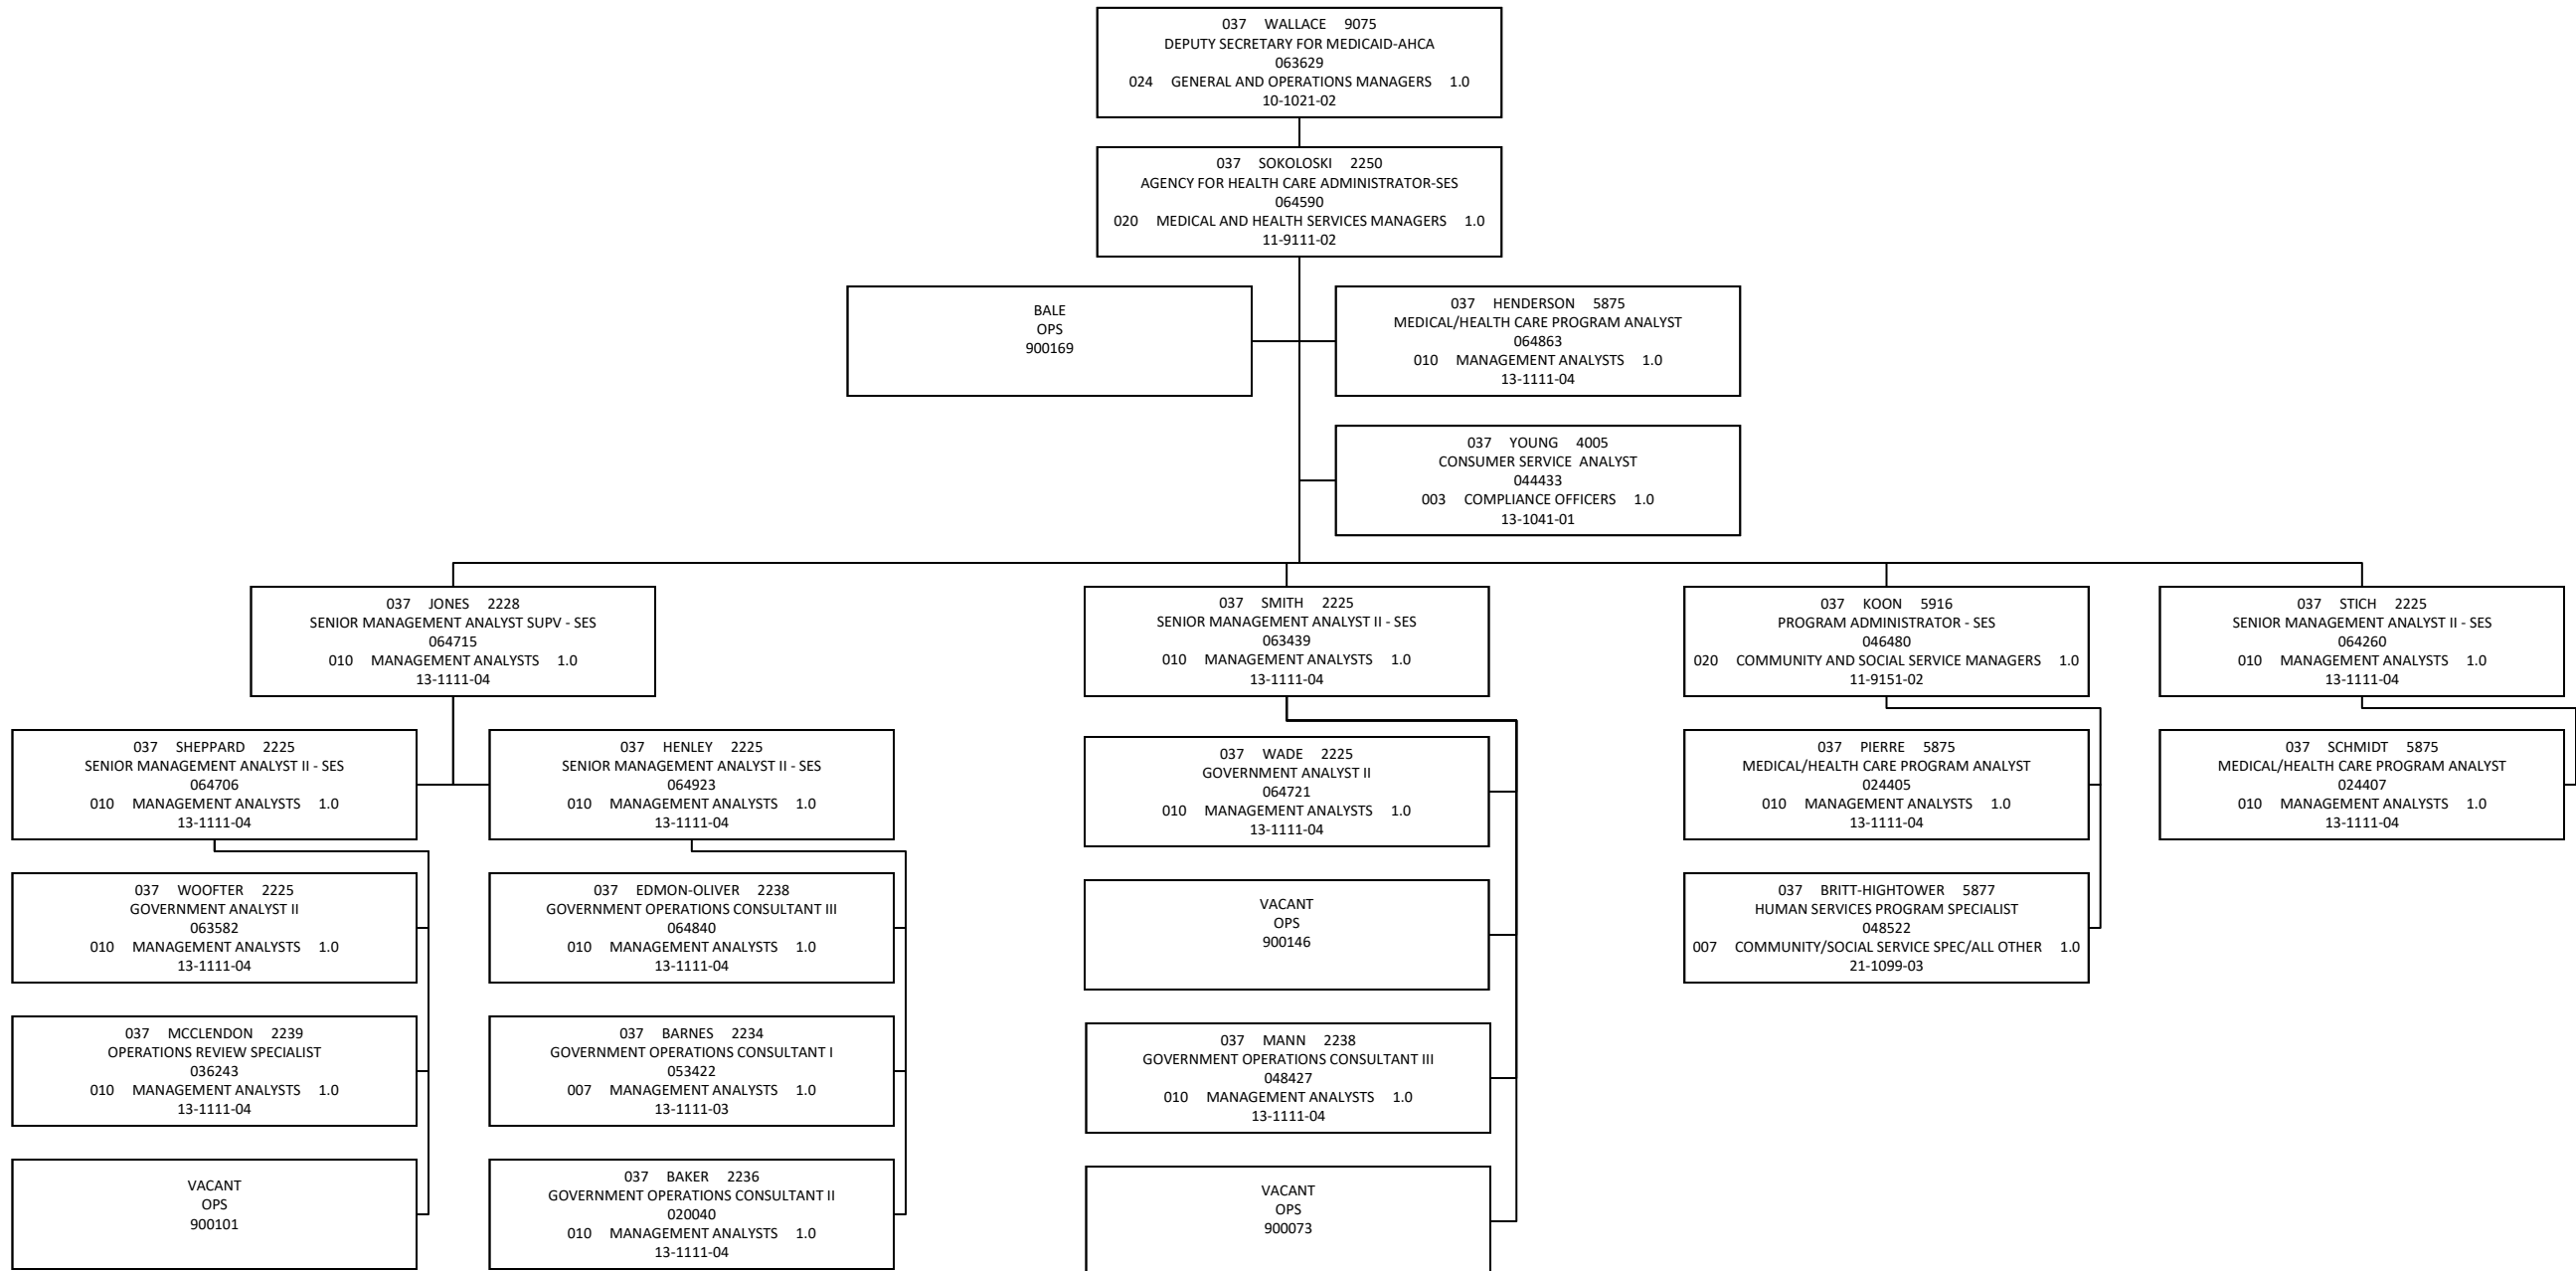 037 WALLACE 9075
DEPUTY SECRETARY FOR MEDICAID-AHCA
063629
024 GENERAL AND OPERATIONS MANAGERS 1.0
10-1021-02
037 SOKOLOSKI 2250
AGENCY FOR HEALTH CARE ADMINISTRATOR-SES
064590
020 MEDICAL AND HEALTH SERVICES MANAGERS 1.0
11-9111-02
BALE
OPS
900169
037 HENDERSON 5875
MEDICAL/HEALTH CARE PROGRAM ANALYST
064863
010 MANAGEMENT ANALYSTS 1.0
13-1111-04
037 YOUNG 4005
CONSUMER SERVICE ANALYST
044433
003 COMPLIANCE OFFICERS 1.0
13-1041-01
037 JONES 2228
SENIOR MANAGEMENT ANALYST SUPV - SES
064715
010 MANAGEMENT ANALYSTS 1.0
13-1111-04
037 SMITH 2225
SENIOR MANAGEMENT ANALYST II - SES
063439
010 MANAGEMENT ANALYSTS 1.0
13-1111-04
037 KOON 5916
PROGRAM ADMINISTRATOR - SES
046480
020 COMMUNITY AND SOCIAL SERVICE MANAGERS 1.0
11-9151-02
037 STICH 2225
SENIOR MANAGEMENT ANALYST II - SES
064260
010 MANAGEMENT ANALYSTS 1.0
13-1111-04
037 SHEPPARD 2225
SENIOR MANAGEMENT ANALYST II - SES
064706
010 MANAGEMENT ANALYSTS 1.0
13-1111-04
037 HENLEY 2225
SENIOR MANAGEMENT ANALYST II - SES
064923
010 MANAGEMENT ANALYSTS 1.0
13-1111-04
037 WADE 2225
GOVERNMENT ANALYST II
064721
010 MANAGEMENT ANALYSTS 1.0
13-1111-04
037 PIERRE 5875
MEDICAL/HEALTH CARE PROGRAM ANALYST
024405
010 MANAGEMENT ANALYSTS 1.0
13-1111-04
037 SCHMIDT 5875
MEDICAL/HEALTH CARE PROGRAM ANALYST
024407
010 MANAGEMENT ANALYSTS 1.0
13-1111-04
037 WOOFTER 2225
GOVERNMENT ANALYST II
063582
010 MANAGEMENT ANALYSTS 1.0
13-1111-04
037 EDMON-OLIVER 2238
GOVERNMENT OPERATIONS CONSULTANT III
064840
010 MANAGEMENT ANALYSTS 1.0
13-1111-04
VACANT
OPS
900146
037 BRITT-HIGHTOWER 5877
HUMAN SERVICES PROGRAM SPECIALIST
048522
007 COMMUNITY/SOCIAL SERVICE SPEC/ALL OTHER 1.0
21-1099-03
037 MCCLENDON 2239
OPERATIONS REVIEW SPECIALIST
036243
010 MANAGEMENT ANALYSTS 1.0
13-1111-04
037 BARNES 2234
GOVERNMENT OPERATIONS CONSULTANT I
053422
007 MANAGEMENT ANALYSTS 1.0
13-1111-03
037 MANN 2238
GOVERNMENT OPERATIONS CONSULTANT III
048427
010 MANAGEMENT ANALYSTS 1.0
13-1111-04
VACANT
OPS
900101
037 BAKER 2236
GOVERNMENT OPERATIONS CONSULTANT II
020040
010 MANAGEMENT ANALYSTS 1.0
13-1111-04
VACANT
OPS
900073